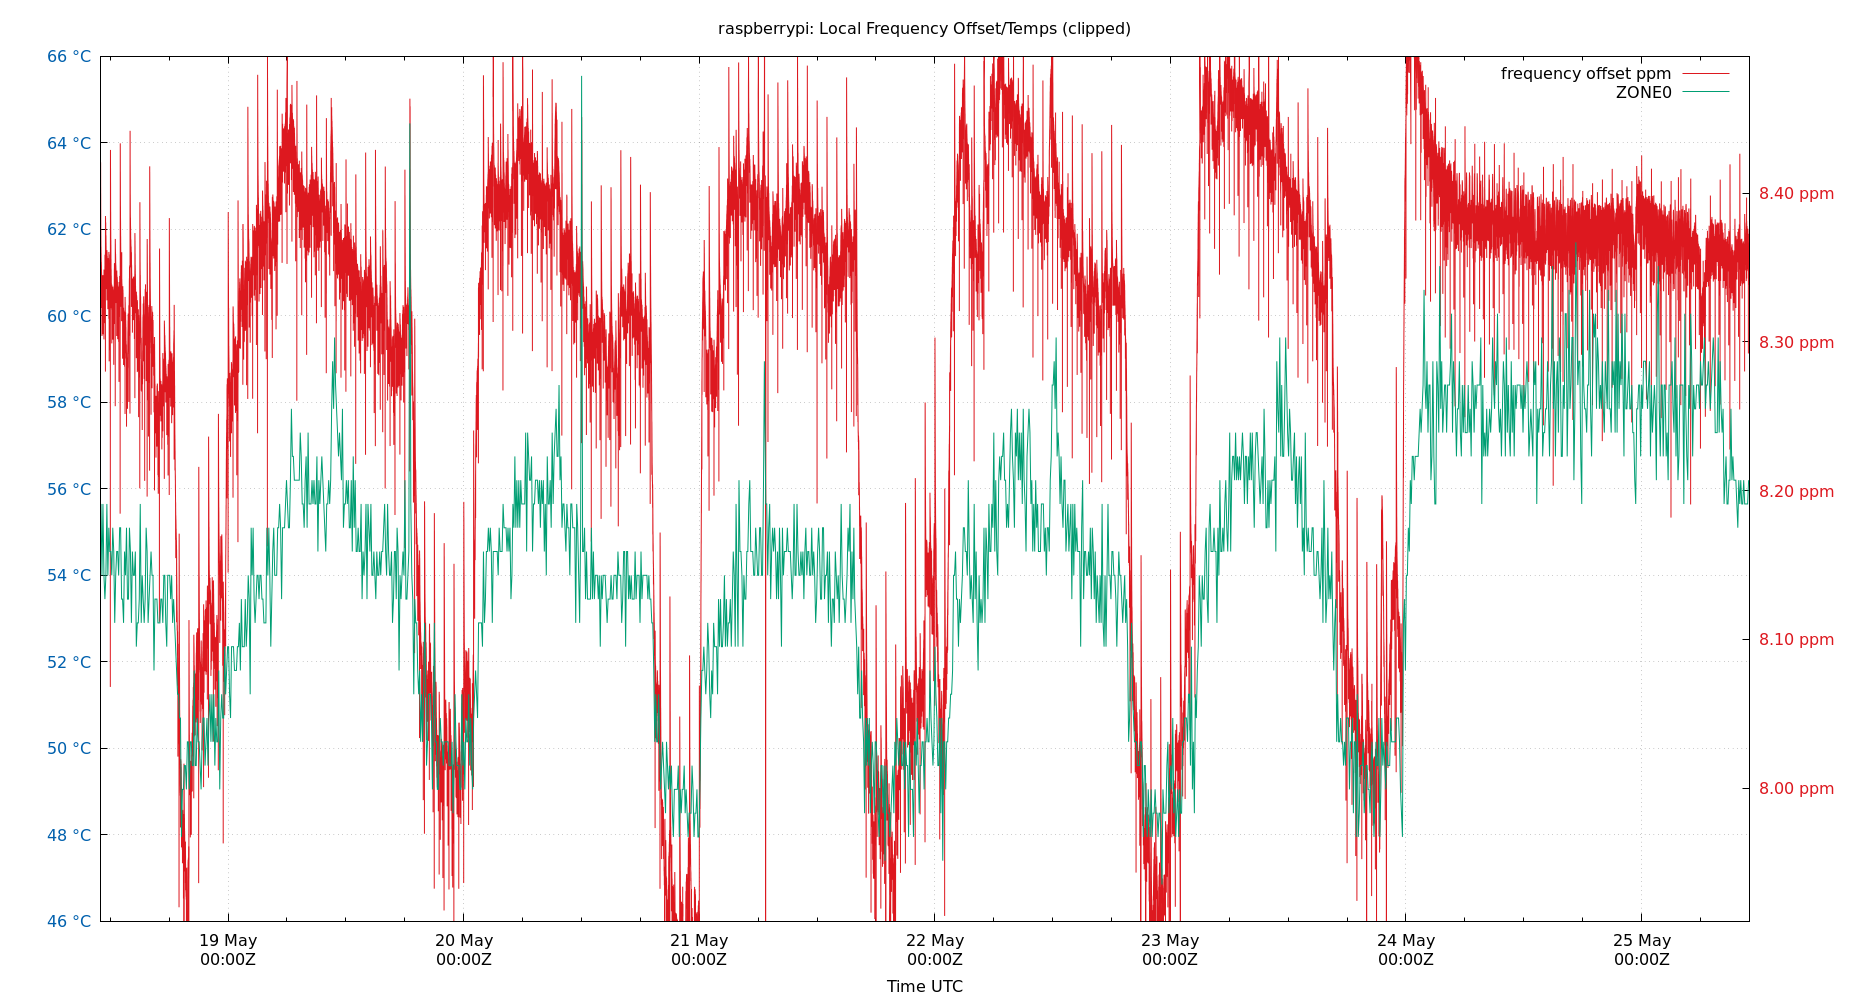 raspberrypi: Local Frequency Offset/Temps (clipped)
66 °C
64 °C
62 °C
60 °C
58 °C
56 °C
54 °C
52 °C
50 °C
48 °C
46 °C
frequency offset ppm
ZONE0
8.40 ppm
8.30 ppm
8.20 ppm
8.10 ppm
8.00 ppm
19 May
00:00Z
20 May
00:00Z
21 May
00:00Z
22 May
00:00Z
23 May
00:00Z
24 May
00:00Z
25 May
00:00Z
Time UTC